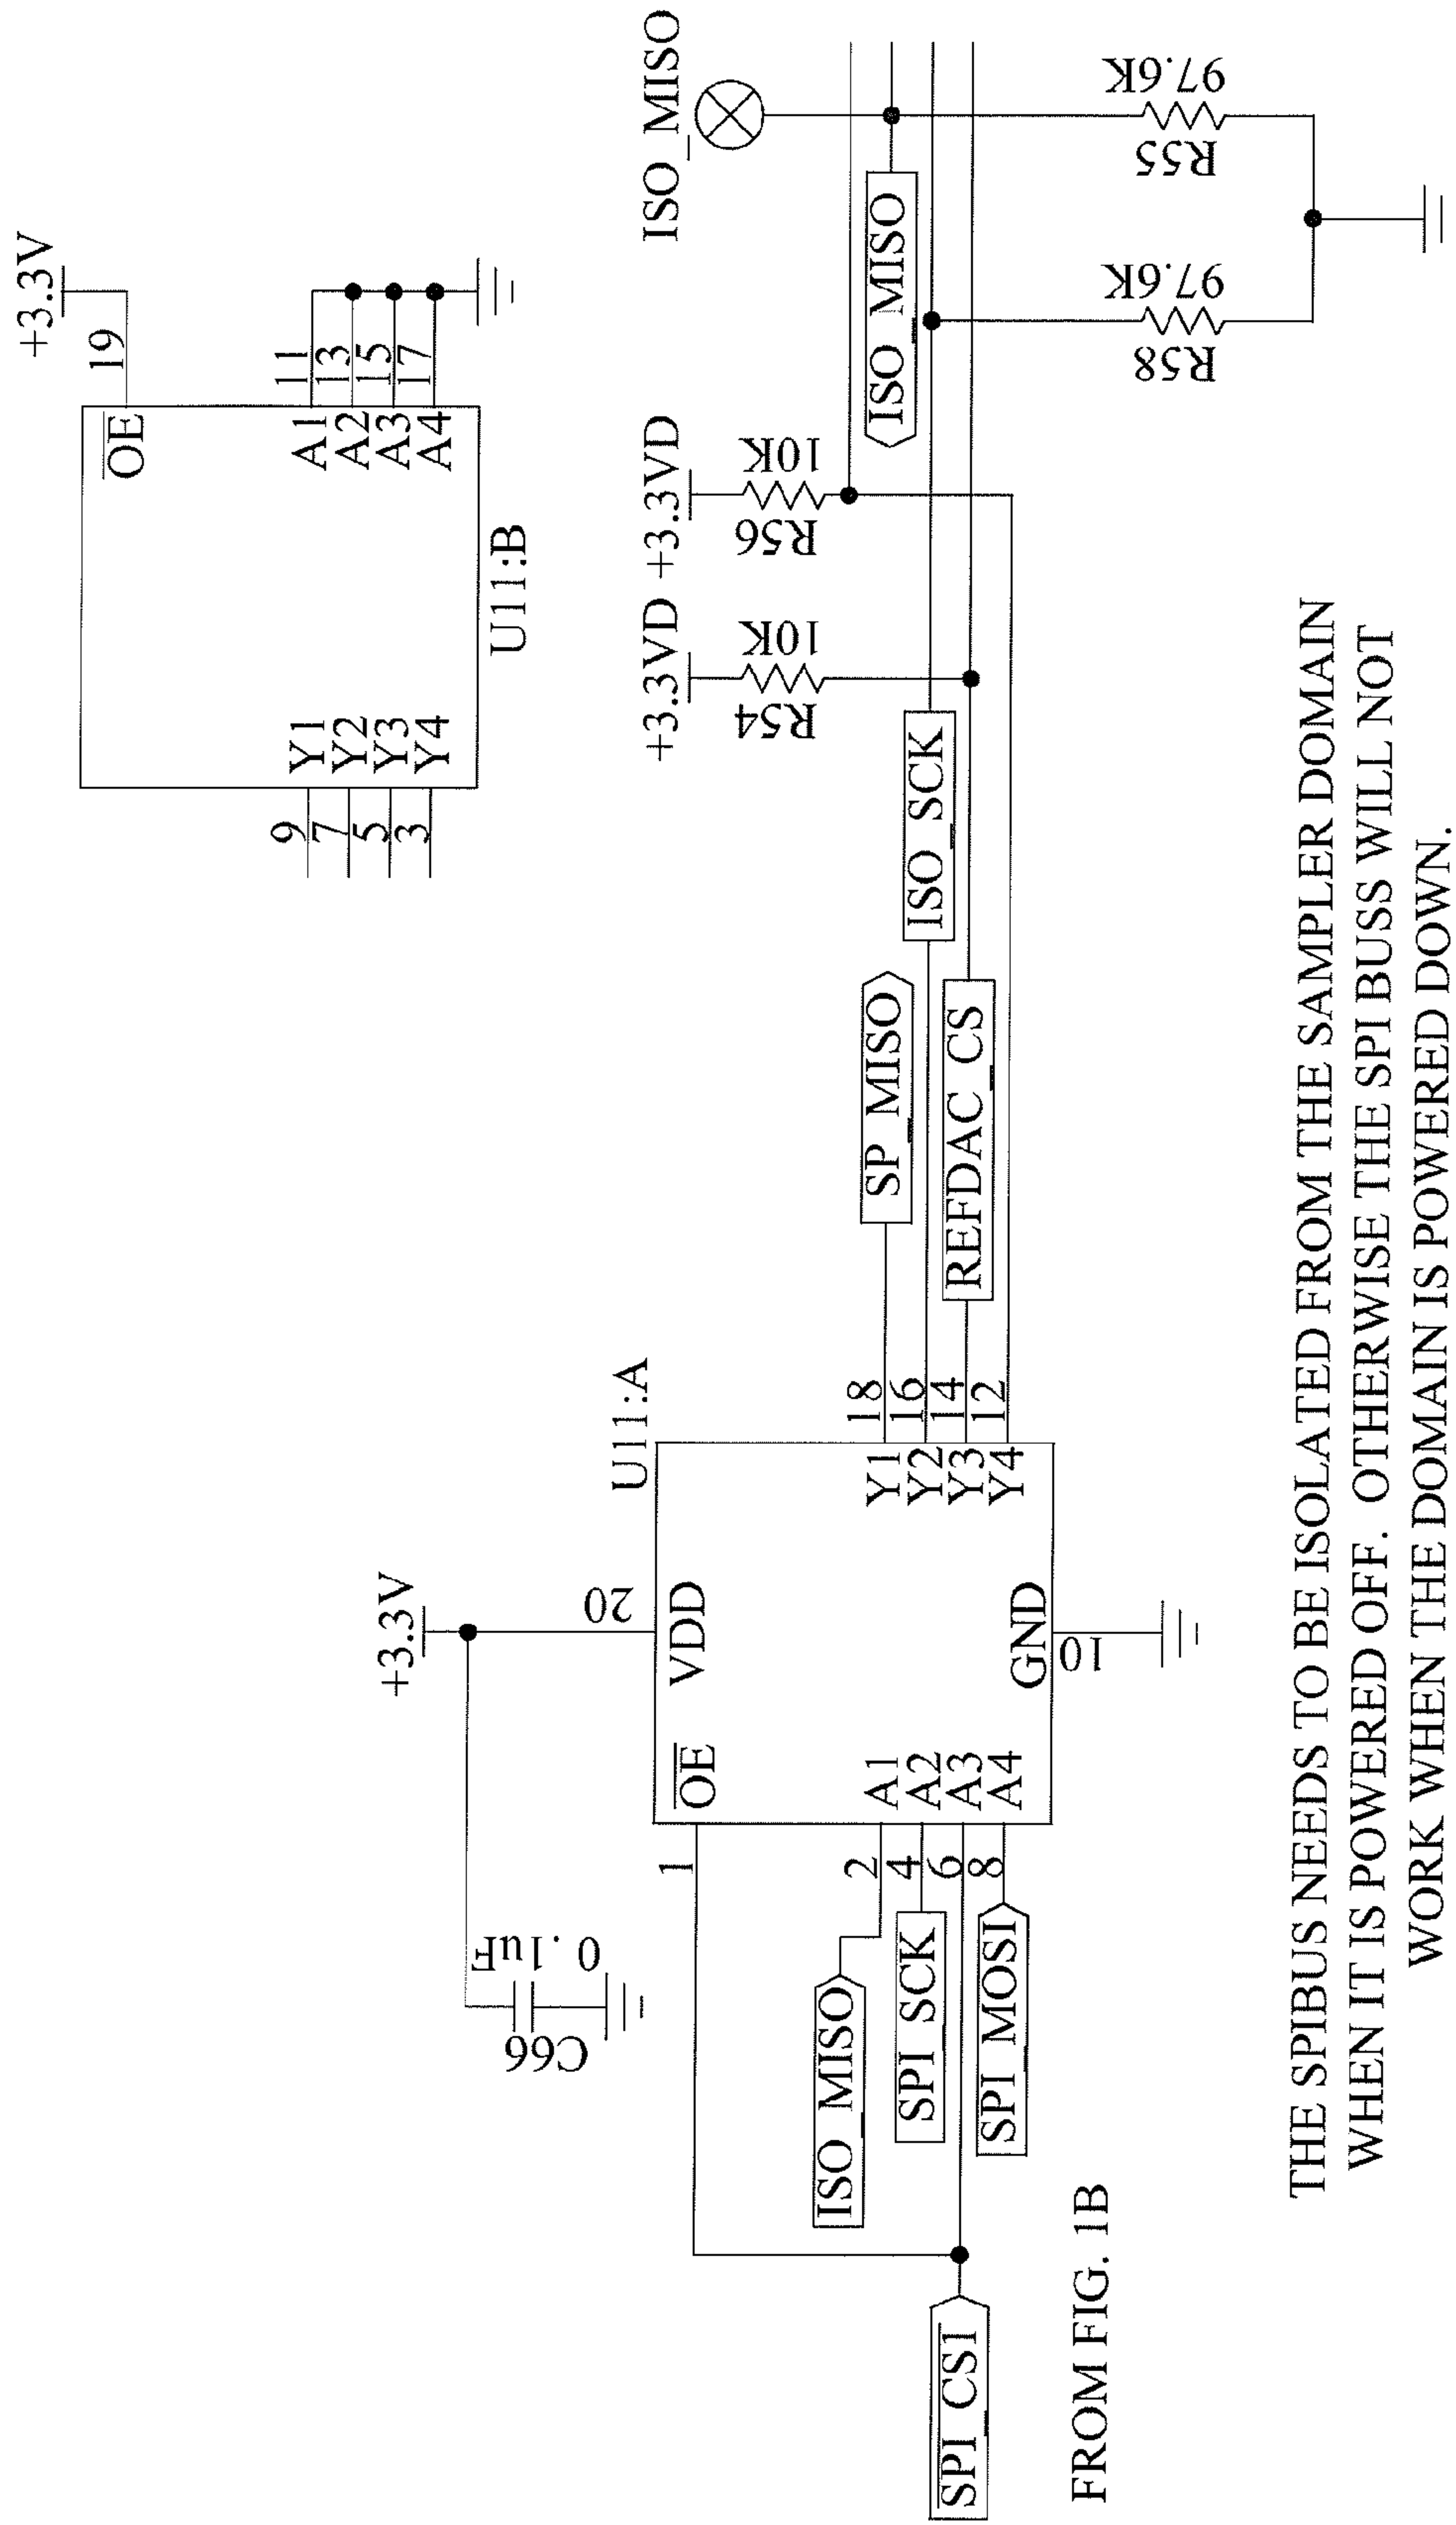 +3.3V
19
OE
A1
A2
A3
A4
11
13
15
17
Y1
Y2
Y3
Y4
9
7
5
3
U11:B
+3.3V
20
VDD
C66
0.1uF
U11:A
OE
1
A1
A2
A3
A4
2
4
6
8
GND
10
Y1
Y2
Y3
Y4
18
16
14
12
ISO_MISO
SPI_SCK
SPI_MOSI
SPI_CS1
FROM FIG. 1B
SP_MISO
ISO_SCK
REFDAC_CS
+3.3VD
R54
10K
+3.3VD
R56
10K
ISO_MISO
ISO_MISO
R58
97.6K
R55
97.6K
THE SPIBUS NEEDS TO BE ISOLATED FROM THE SAMPLER DOMAIN
WHEN IT IS POWERED OFF. OTHERWISE THE SPI BUSS WILL NOT
WORK WHEN THE DOMAIN IS POWERED DOWN.